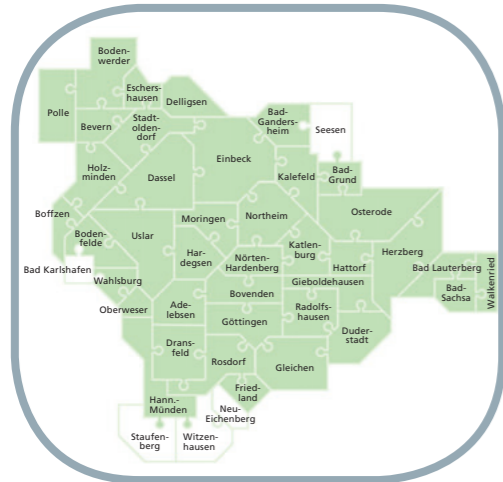 Boden-
werder
Eschers-
hausen
Polle
Delligsen
Bevern
Stadt-
olden-
dorf
Bad-
Ganders-
heim
Seesen
Einbeck
Holz-
minden
Dassel
Kalefeld
Bad-
Grund
Boffzen
Moringen
Northeim
Osterode
Boden-
felde
Uslar
Har-
degsen
Nörten-
Hardenberg
Katlen-
burg
Hattorf
Herzberg
Bad Karlshafen
Wahlsburg
Gieboldehausen
Bad Lauterberg
Walkenried
Bad-
Sachsa
Oberweser
Ade-
lebsen
Bovenden
Radolfs-
hausen
Göttingen
Duder-
stadt
Drans-
feld
Rosdorf
Gleichen
Fried-
land
Hann.-
Münden
Neu-
Eichenberg
Staufen-
berg
Witzen-
hausen